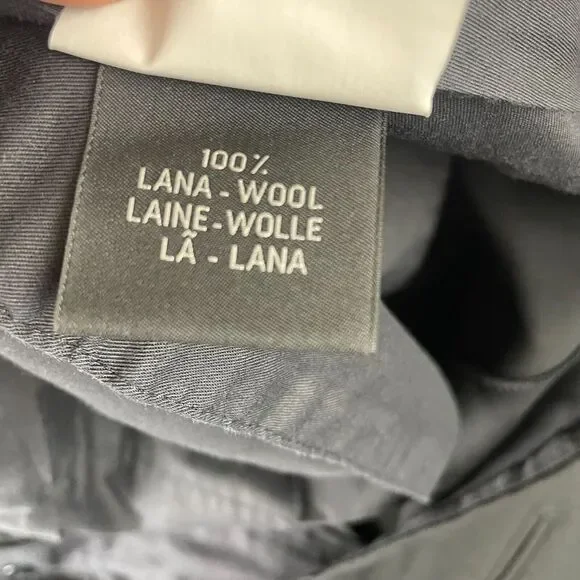 100%
LANA - WOOL
LAINE - WOLLE
LÃ - LANA